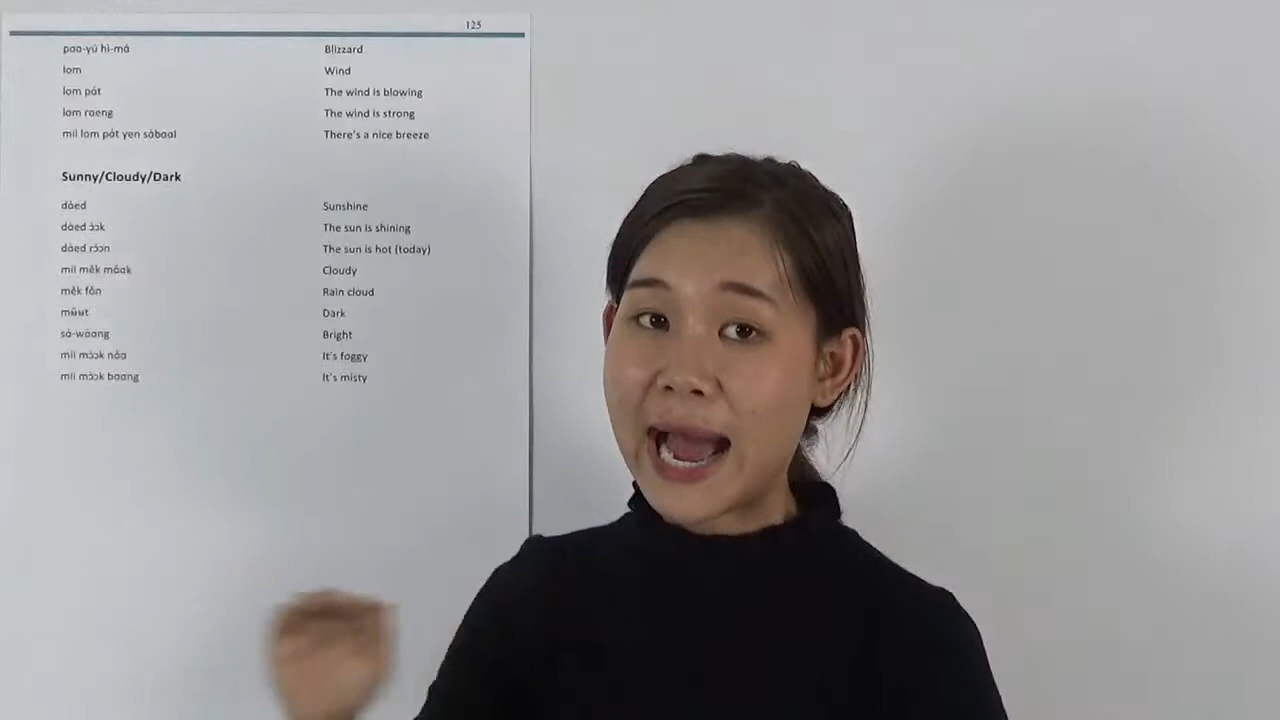 125
paa-yú hì-má Blizzard
lom Wind
lom pát The wind is blowing
lom raeng The wind is strong
mii lom pát yen sàbaai There's a nice breeze
Sunny/Cloudy/Dark
dàed Sunshine
dàed ɔ̀ɔk The sun is shining
dàed rɔ́ɔn The sun is hot (today)
mii mêk mâak Cloudy
mêk fǒn Rain cloud
mʉ̂ʉt Dark
sà-wàang Bright
mii mɔ̀ɔk nǎa It's foggy
mii mɔ̀ɔk baang It's misty